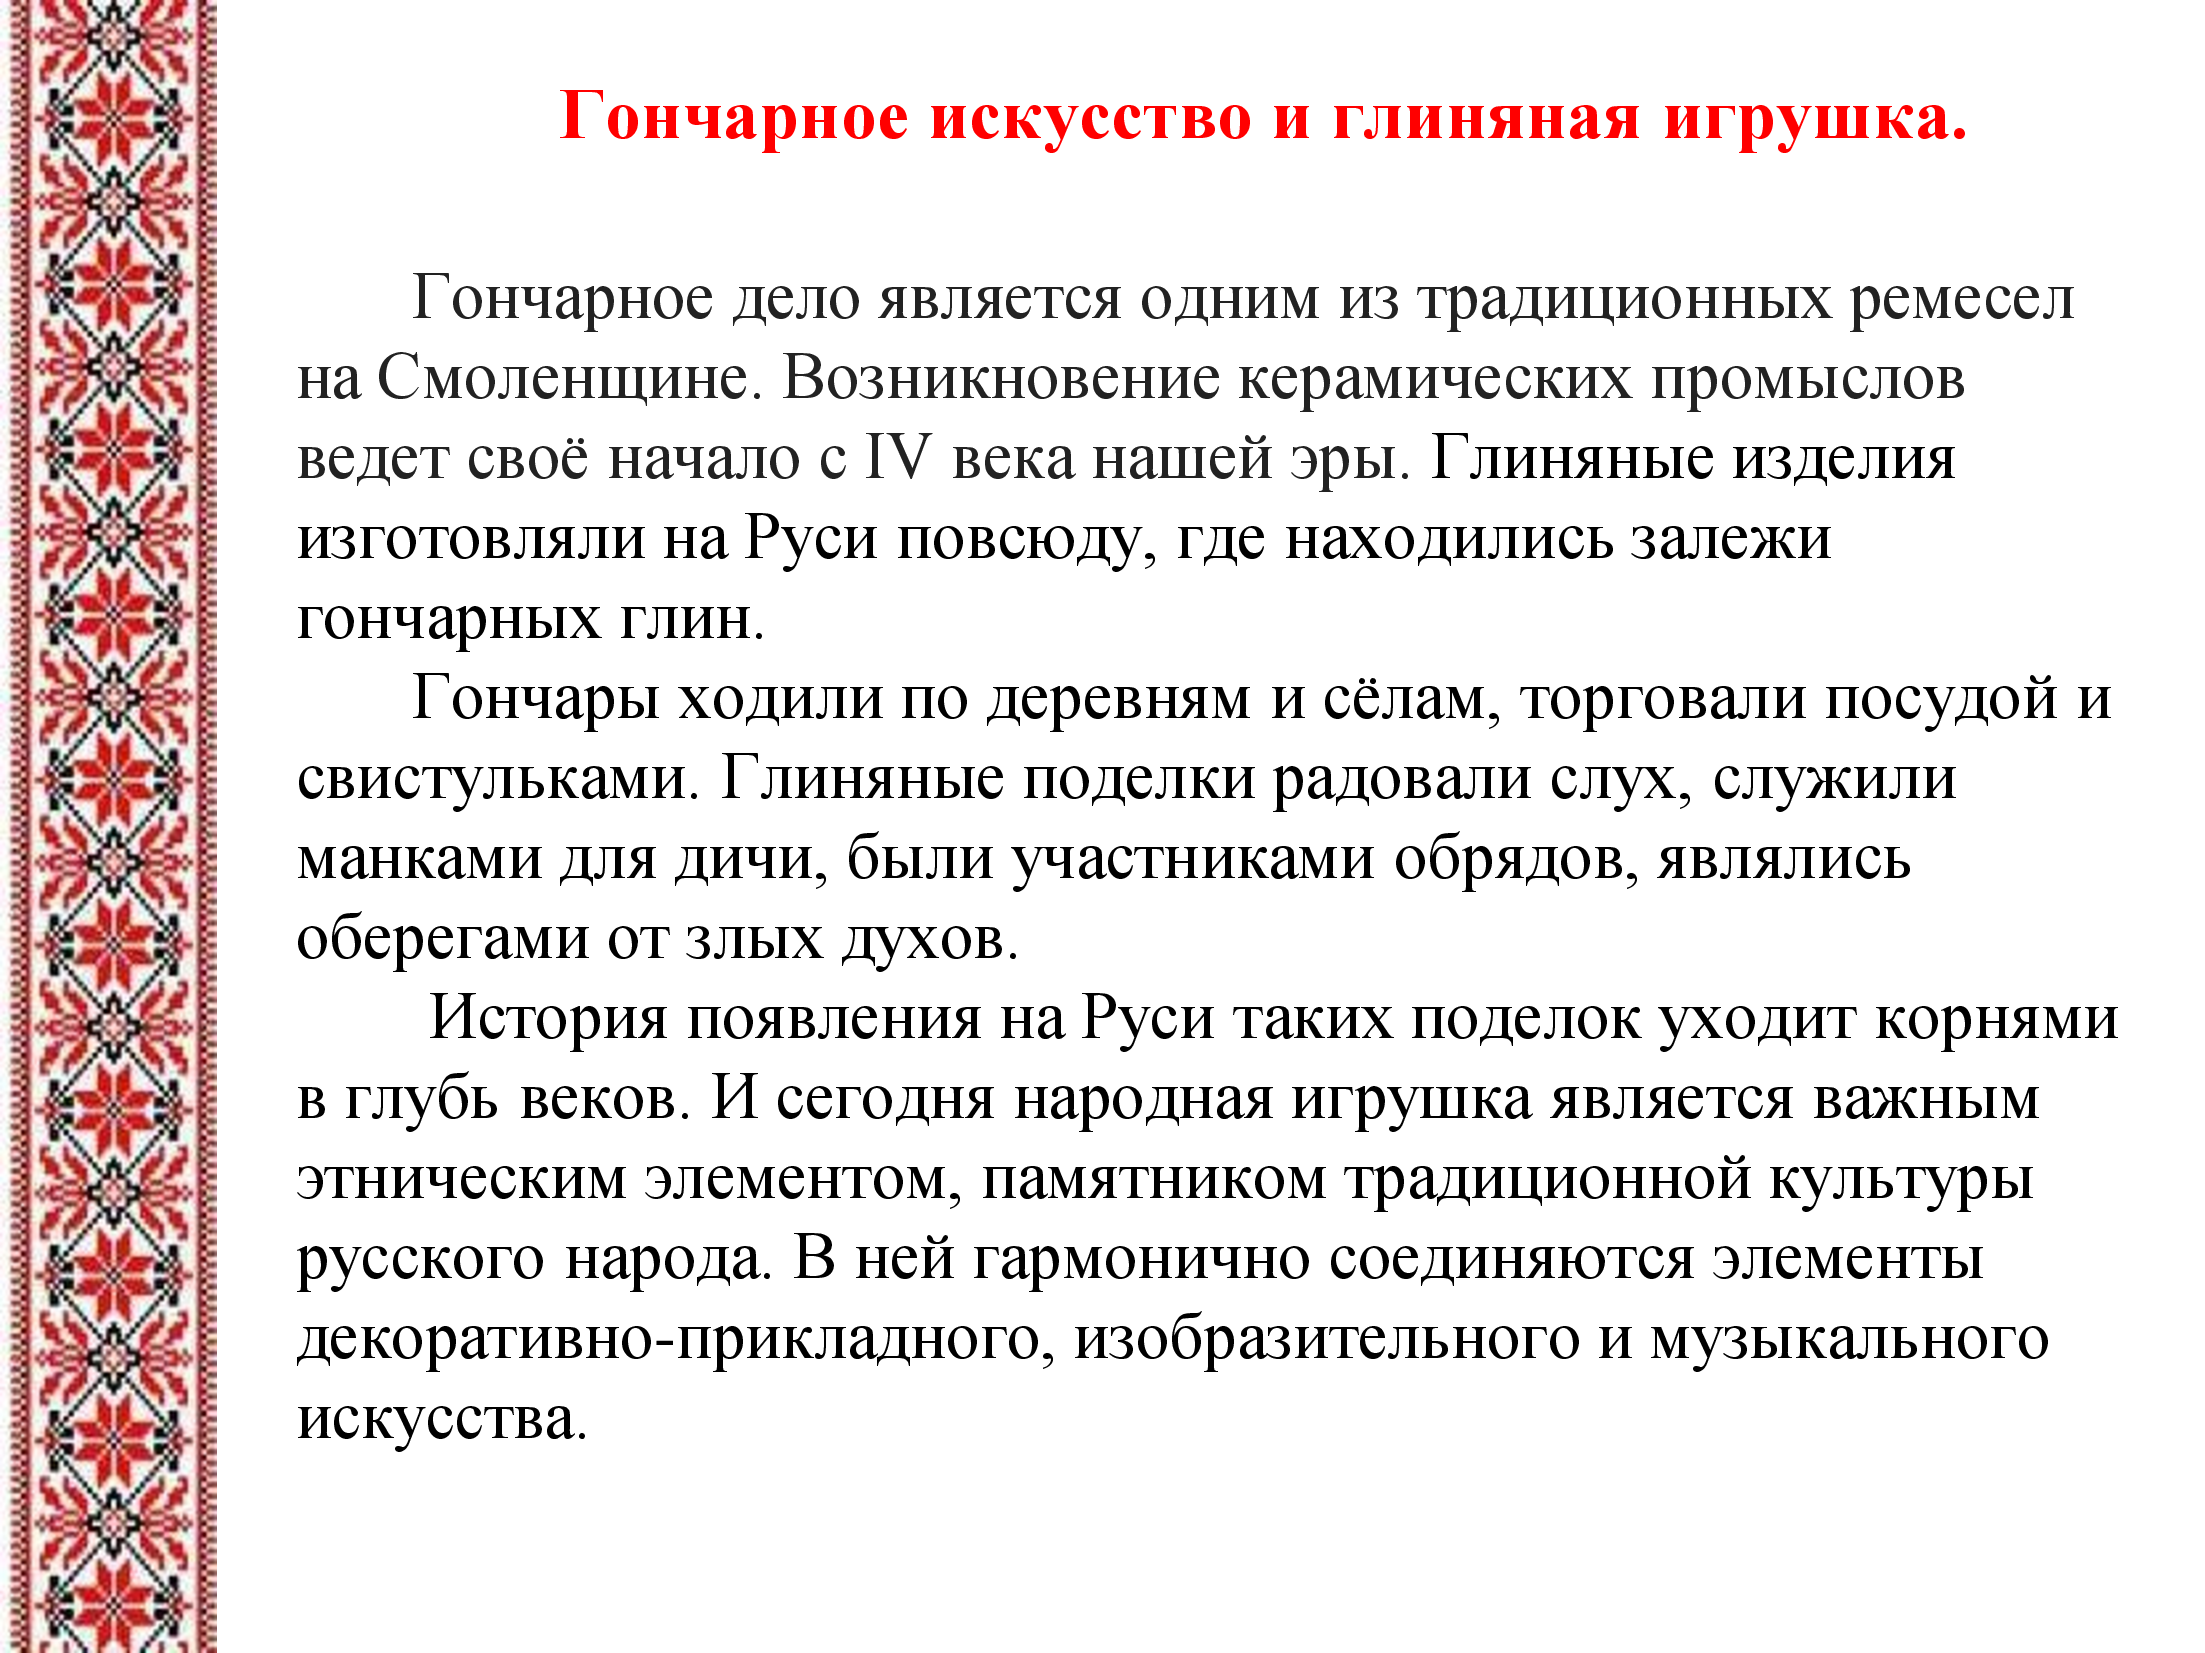 Гончарное искусство и глиняная игрушка.
Гончарное дело является одним из традиционных ремесел
на Смоленщине. Возникновение керамических промыслов
ведет своё начало с IV века нашей эры. Глиняные изделия
изготовляли на Руси повсюду, где находились залежи
гончарных глин.
Гончары ходили по деревням и сёлам, торговали посудой и
свистульками. Глиняные поделки радовали слух, служили
манками для дичи, были участниками обрядов, являлись
оберегами от злых духов.
История появления на Руси таких поделок уходит корнями
в глубь веков. И сегодня народная игрушка является важным
этническим элементом, памятником традиционной культуры
русского народа. В ней гармонично соединяются элементы
декоративно-прикладного, изобразительного и музыкального
искусства.